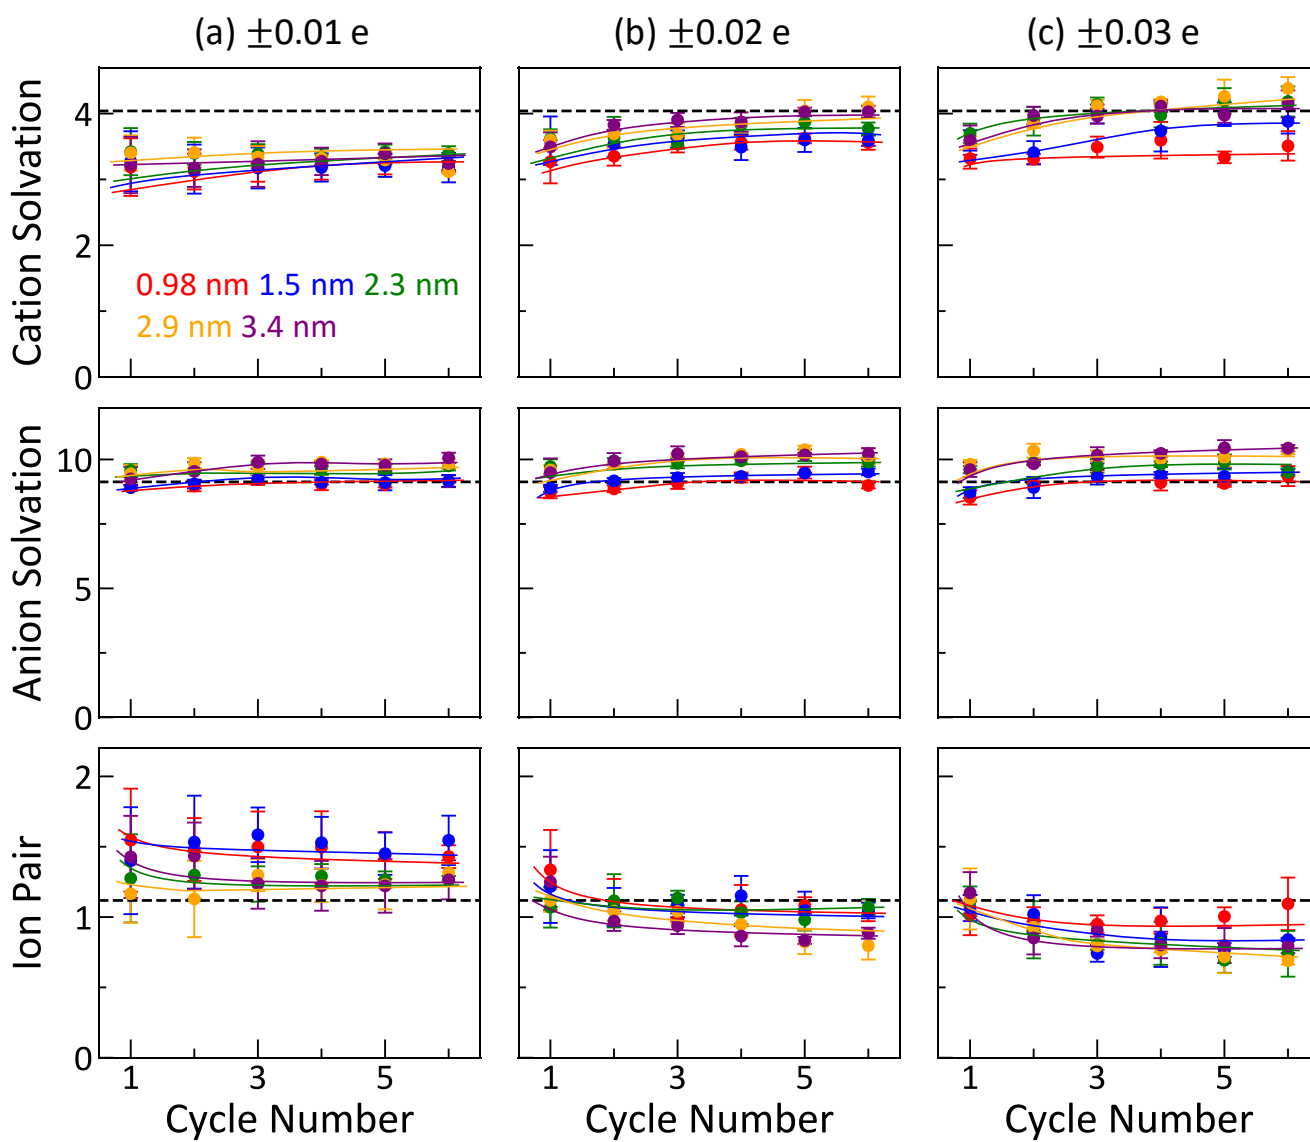 (a) ±0.01 e (b) ±0.02 e (c) ±0.03 e
Cation Solvation
4
2
0
0.98 nm 1.5 nm 2.3 nm
2.9 nm 3.4 nm
Anion Solvation
10
5
0
Ion Pair
2
1
0
1 3 5 1 3 5 1 3 5
Cycle Number Cycle Number Cycle Number